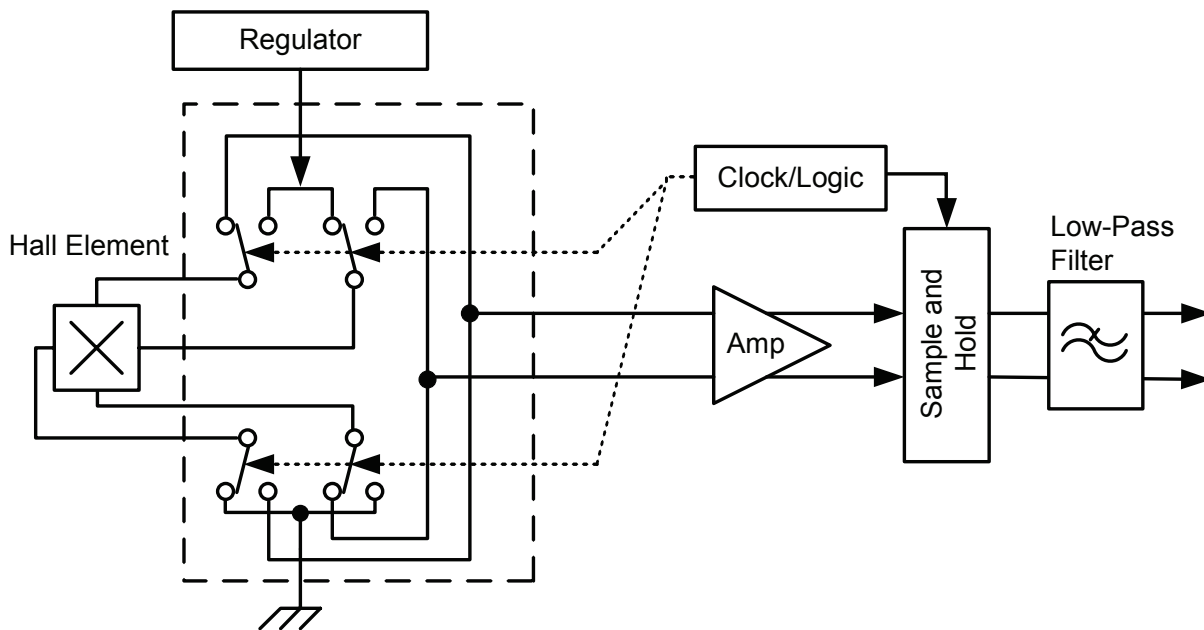 Regulator
Clock/Logic
Hall Element
Low-Pass
Filter
Amp
Sample and
Hold